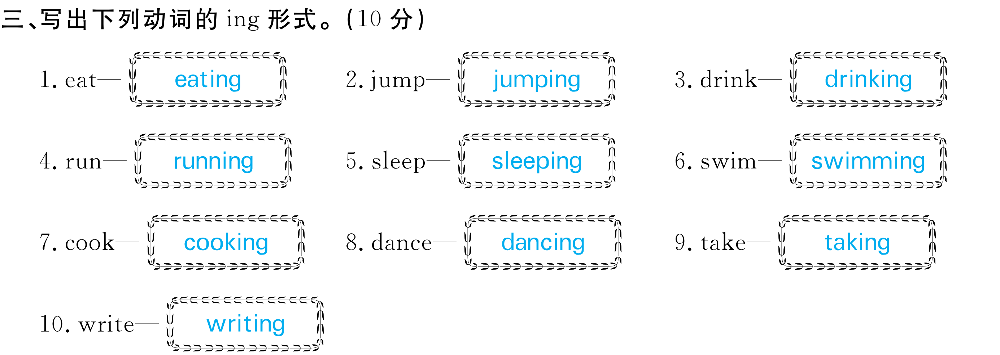 三、写出下列动词的 ing 形式。(10 分)
1. eat— eating 2. jump— jumping 3. drink— drinking
4. run— running 5. sleep— sleeping 6. swim— swimming
7. cook— cooking 8. dance— dancing 9. take— taking
10. write— writing